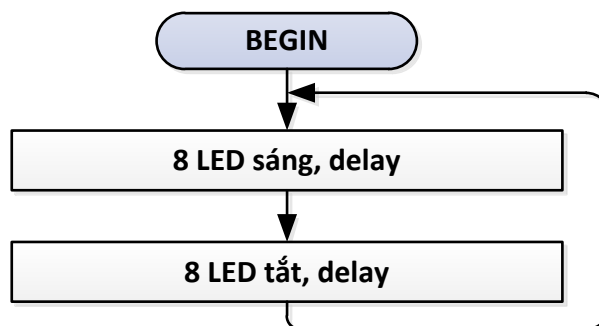 BEGIN
8 LED sáng, delay
8 LED tắt, delay